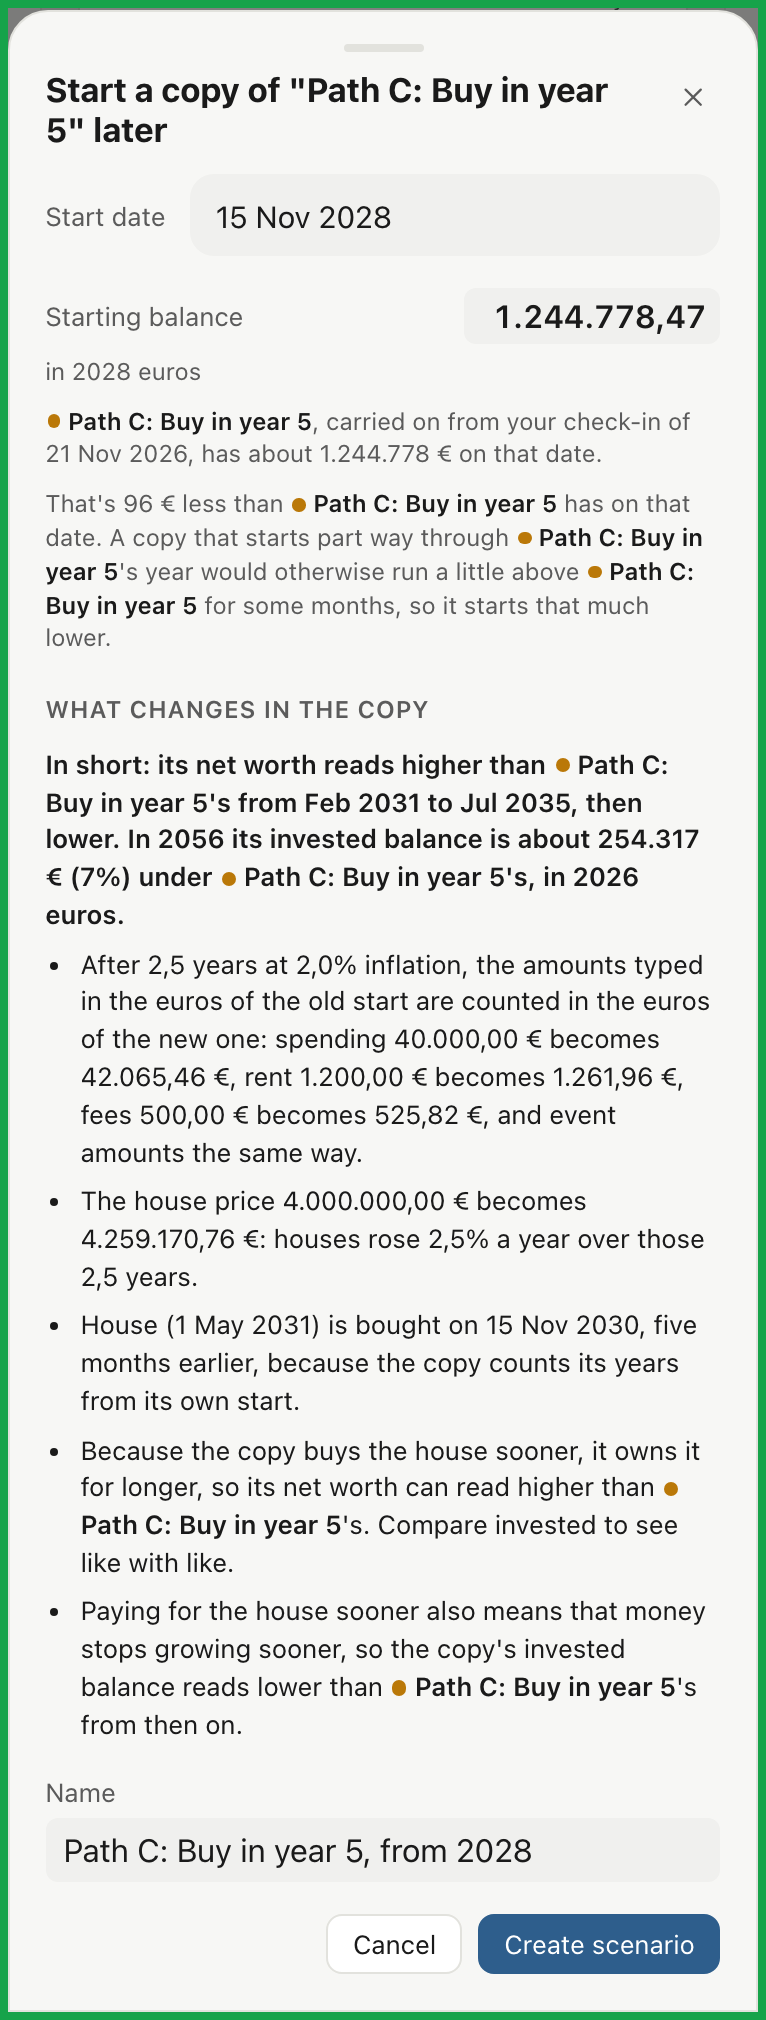 Start a copy of "Path C: Buy in year
5" later
Start date
15 Nov 2028
Starting balance
1.244.778,47
in 2028 euros
Path C: Buy in year 5, carried on from your check-in of
21 Nov 2026, has about 1.244.778 € on that date.
That's 96 € less than Path C: Buy in year 5 has on that
date. A copy that starts part way through Path C: Buy in
year 5's year would otherwise run a little above Path C:
Buy in year 5 for some months, so it starts that much
lower.
WHAT CHANGES IN THE COPY
In short: its net worth reads higher than Path C:
Buy in year 5's from Feb 2031 to Jul 2035, then
lower. In 2056 its invested balance is about 254.317
€ (7%) under Path C: Buy in year 5's, in 2026
euros.
• After 2,5 years at 2,0% inflation, the amounts typed
in the euros of the old start are counted in the euros
of the new one: spending 40.000,00 € becomes
42.065,46 €, rent 1.200,00 € becomes 1.261,96 €,
fees 500,00 € becomes 525,82 €, and event
amounts the same way.
• The house price 4.000.000,00 € becomes
4.259.170,76 €: houses rose 2,5% a year over those
2,5 years.
• House (1 May 2031) is bought on 15 Nov 2030, five
months earlier, because the copy counts its years
from its own start.
• Because the copy buys the house sooner, it owns it
for longer, so its net worth can read higher than
Path C: Buy in year 5's. Compare invested to see
like with like.
• Paying for the house sooner also means that money
stops growing sooner, so the copy's invested
balance reads lower than Path C: Buy in year 5's
from then on.
Name
Path C: Buy in year 5, from 2028
Cancel
Create scenario